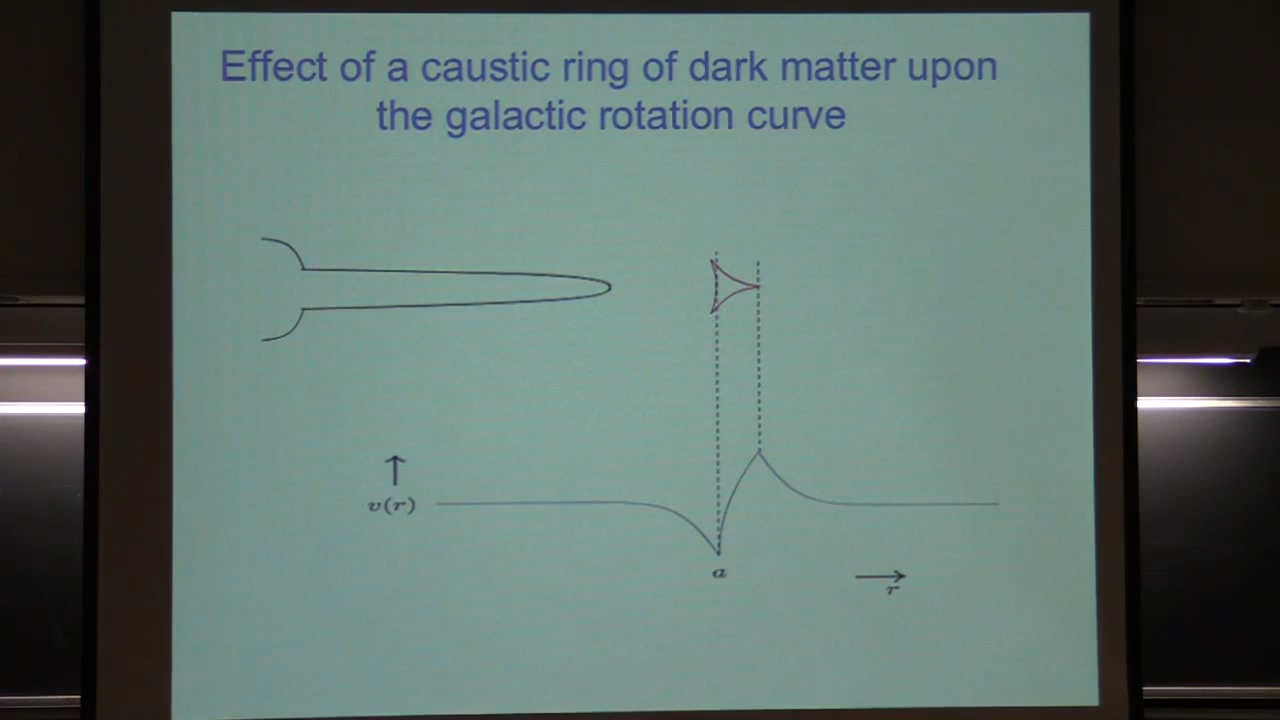 Effect of a caustic ring of dark matter upon
the galactic rotation curve
↑
v(r)
a
→
r